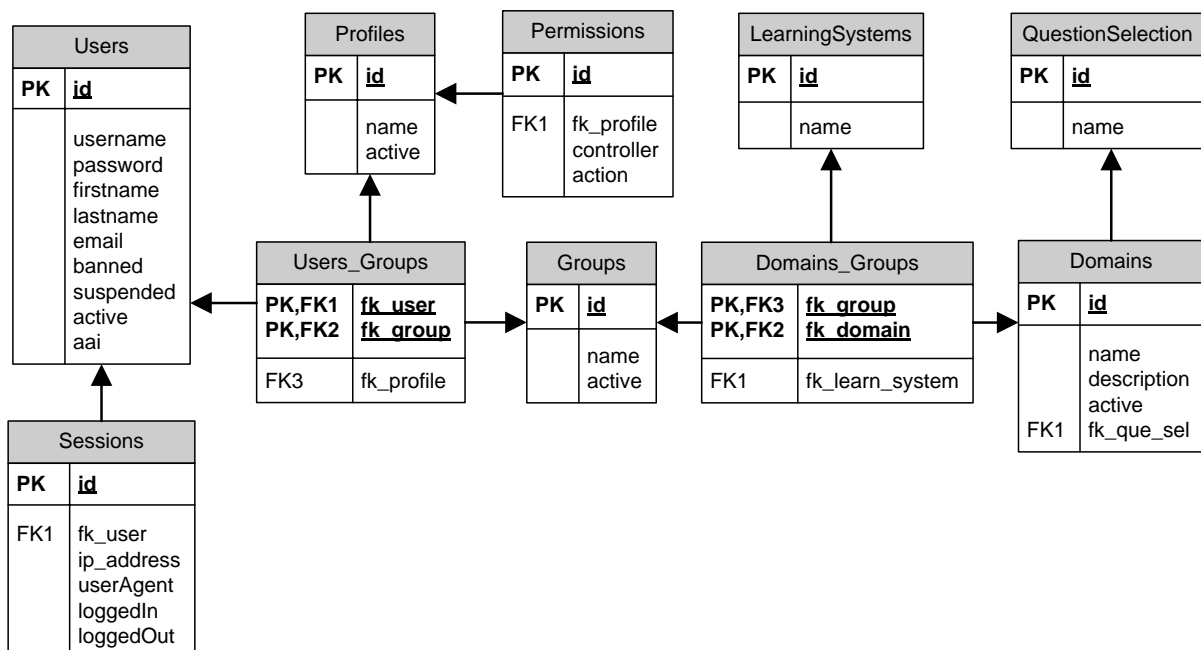 Users
PK id
username
password
firstname
lastname
email
banned
suspended
active
aai
Profiles
PK id
name
active
Permissions
PK id
FK1 fk_profile
controller
action
LearningSystems
PK id
name
QuestionSelection
PK id
name
Users_Groups
PK,FK1 fk_user
PK,FK2 fk_group
FK3 fk_profile
Groups
PK id
name
active
Domains_Groups
PK,FK3 fk_group
PK,FK2 fk_domain
FK1 fk_learn_system
Domains
PK id
name
description
active
FK1 fk_que_sel
Sessions
PK id
FK1 fk_user
ip_address
userAgent
loggedIn
loggedOut